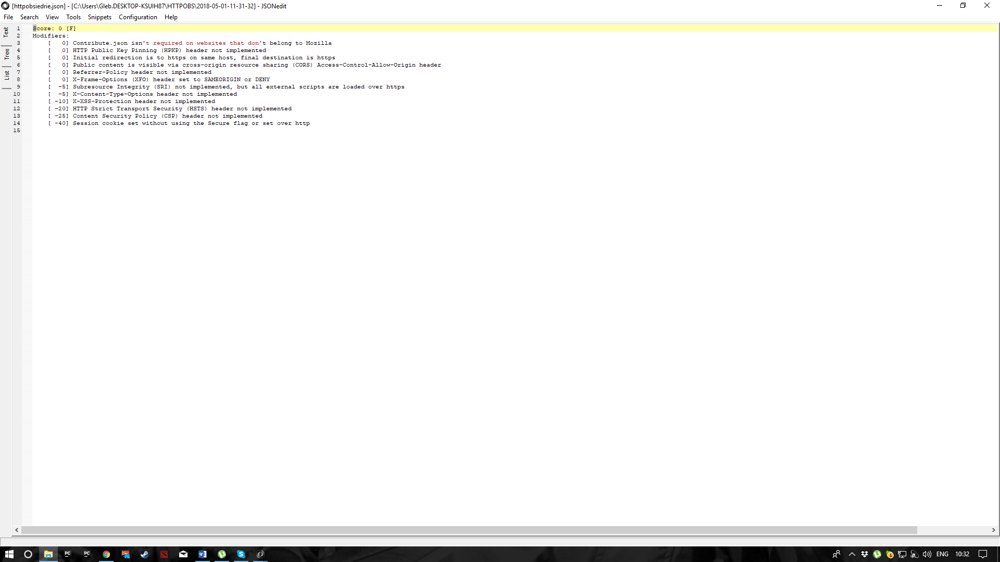 [httpobsiedrie.json] - [C:\Users\Gleb.DESKTOP-KSUIH87\HTTPOBS\2018-05-01-11-31-32] - JSONedit
File Search View Tools Snippets Configuration Help
Text
Tree
List
1 Score: 0 [F]
2 Modifiers:
3 [ 0] Contribute.json isn't required on websites that don't belong to Mozilla
4 [ 0] HTTP Public Key Pinning (HPKP) header not implemented
5 [ 0] Initial redirection is to https on same host, final destination is https
6 [ 0] Public content is visible via cross-origin resource sharing (CORS) Access-Control-Allow-Origin header
7 [ 0] Referrer-Policy header not implemented
8 [ 0] X-Frame-Options (XFO) header set to SAMEORIGIN or DENY
9 [ -5] Subresource Integrity (SRI) not implemented, but all external scripts are loaded over https
10 [ -5] X-Content-Type-Options header not implemented
11 [ -10] X-XSS-Protection header not implemented
12 [ -20] HTTP Strict Transport Security (HSTS) header not implemented
13 [ -25] Content Security Policy (CSP) header not implemented
14 [ -40] Session cookie set without using the Secure flag or set over http
15
PC PC ENG 10:32